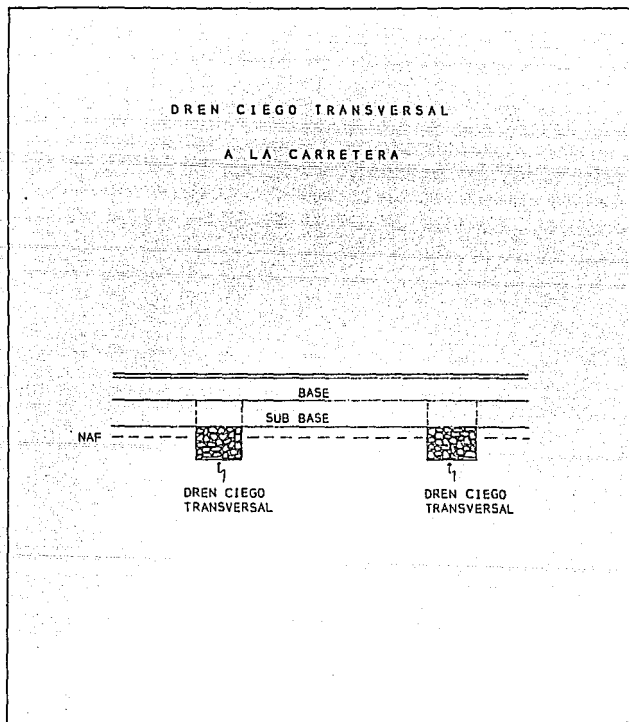 DREN CIEGO TRANSVERSAL
A LA CARRETERA
BASE
SUB BASE
NAF
DREN CIEGO
TRANSVERSAL
DREN CIEGO
TRANSVERSAL